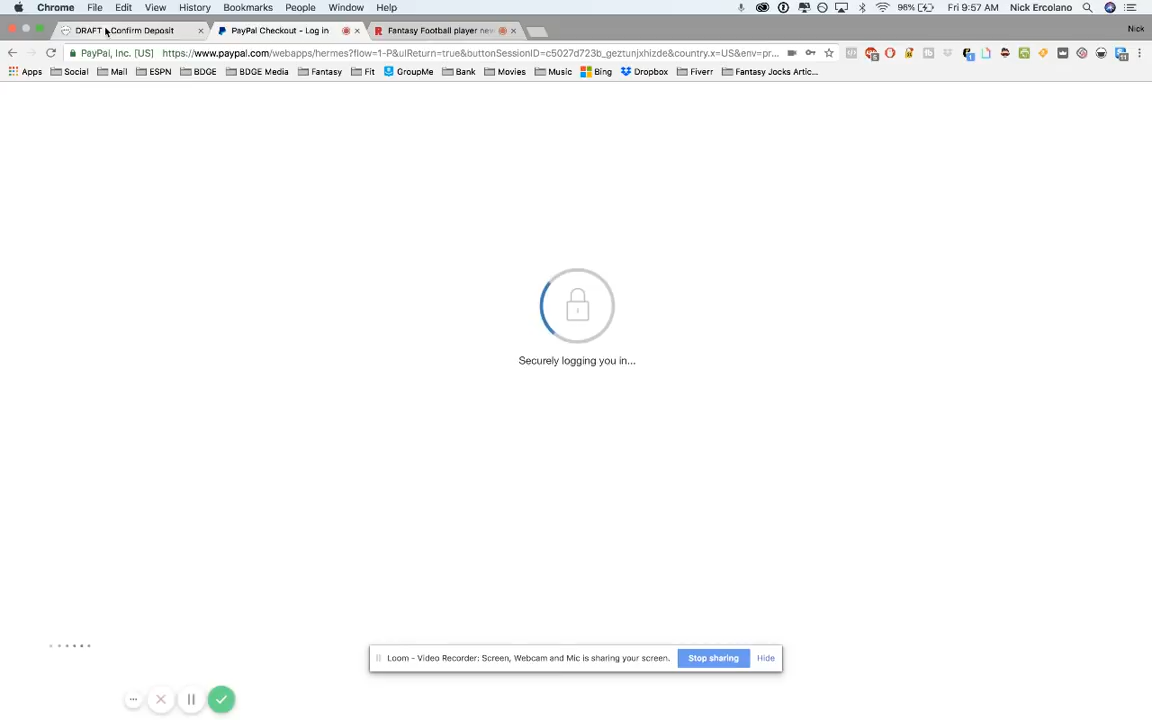 Chrome File Edit View History Bookmarks People Window Help 96% Fri 9:57 AM Nick Ercolano
DRAFT Confirm Deposit PayPal Checkout - Log in Fantasy Football player nev Nick
PayPal, Inc. [US] https://www.paypal.com/webapps/hermes?flow=1-P&ulReturn=true&buttonSessionID=c5027d723b_geztunjxhizde&country.x=US&env=pr...
Apps Social Mail ESPN BDGE BDGE Media Fantasy Fit GroupMe Bank Movies Music Bing Dropbox Fiverr Fantasy Jocks Artic...
Securely logging you in...
Loom - Video Recorder: Screen, Webcam and Mic is sharing your screen. Stop sharing Hide